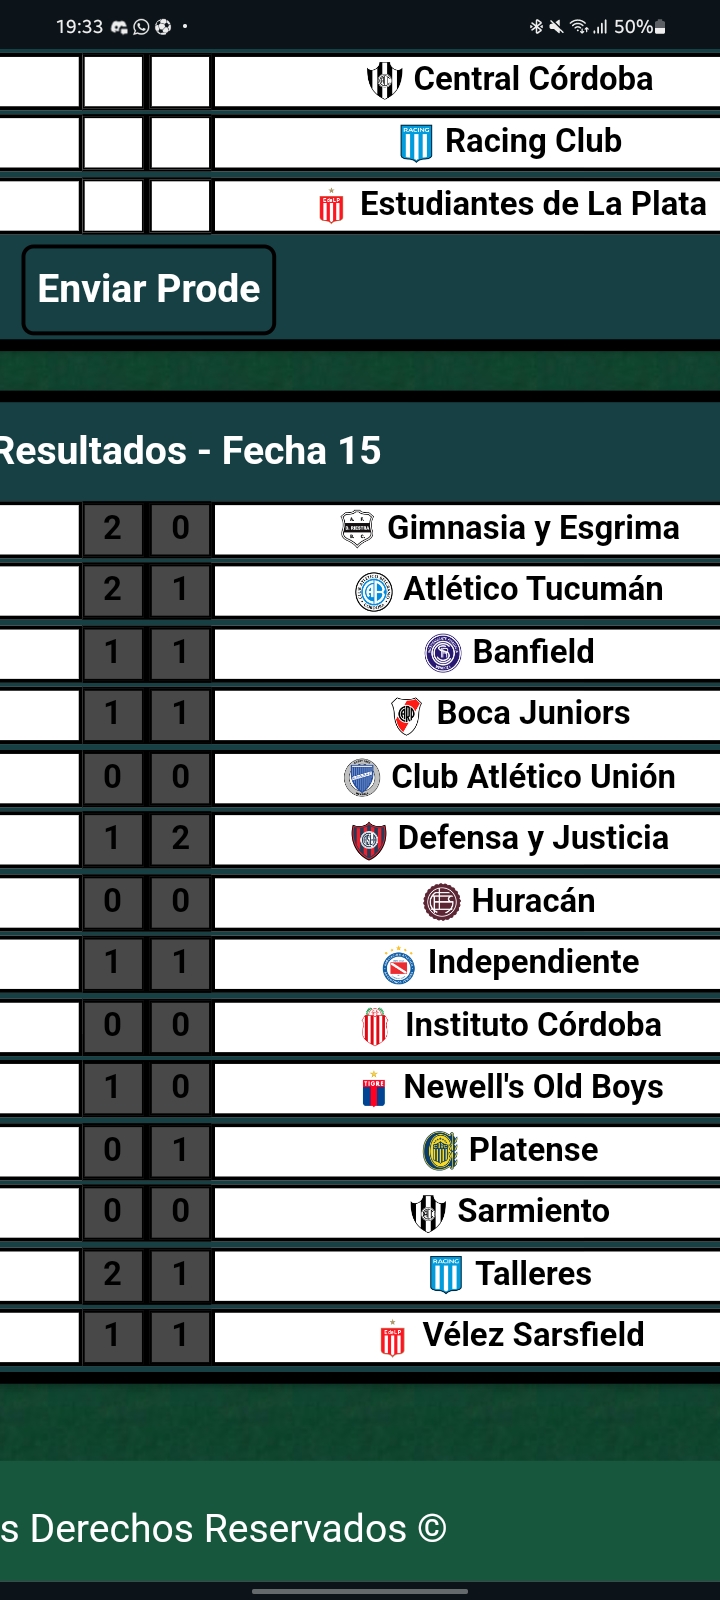 19:33 50%
Central Córdoba
RACING Racing Club
Estudiantes de La Plata
Enviar Prode
Resultados - Fecha 15
2 0 Gimnasia y Esgrima
2 1 Atlético Tucumán
1 1 Banfield
1 1 Boca Juniors
0 0 Club Atlético Unión
1 2 Defensa y Justicia
0 0 Huracán
1 1 Independiente
0 0 Instituto Córdoba
1 0 TIGRE Newell's Old Boys
0 1 Platense
0 0 Sarmiento
2 1 RACING Talleres
1 1 Vélez Sarsfield
s Derechos Reservados ©